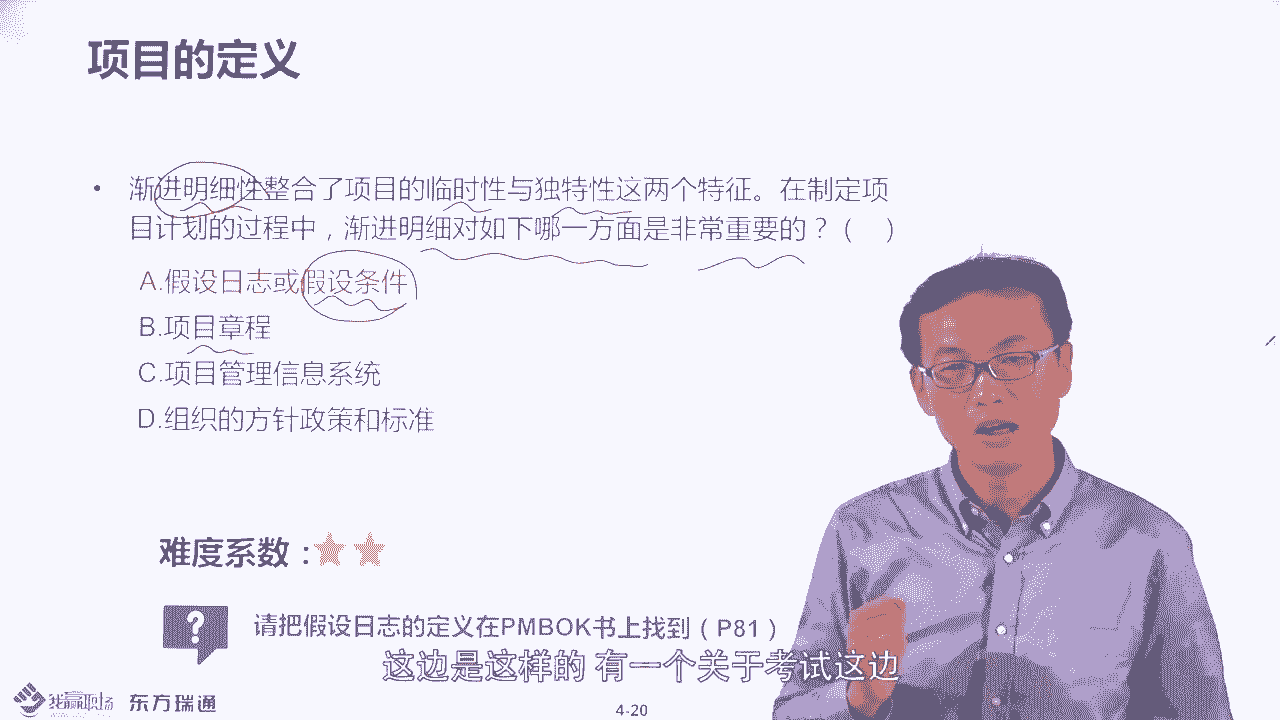 项目的定义
• 渐进明细性整合了项目的临时性与独特性这两个特征。在制定项
目计划的过程中，渐进明细对如下哪一方面是非常重要的？（ ）
A.假设日志或假设条件
B.项目章程
C.项目管理信息系统
D.组织的方针政策和标准
难度系数：
?
请把假设日志的定义在PMBOK书上找到（P81）
这边是这样的 有一个关于考试这边
我赢职场 东方瑞通
4-20